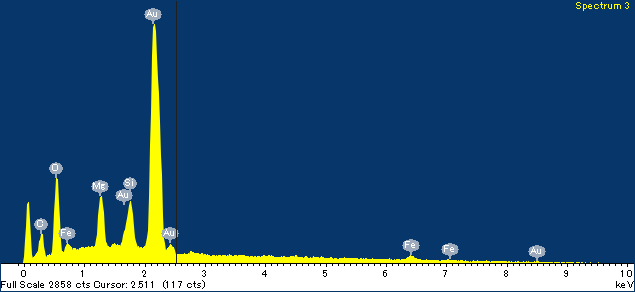 Spectrum 3
Au
O
Mg
Si
Au
C
Fe
Au
Fe
Fe
Au
0 1 2 3 4 5 6 7 8 9 10
Full Scale 2858 cts Cursor: 2.511 (117 cts) keV